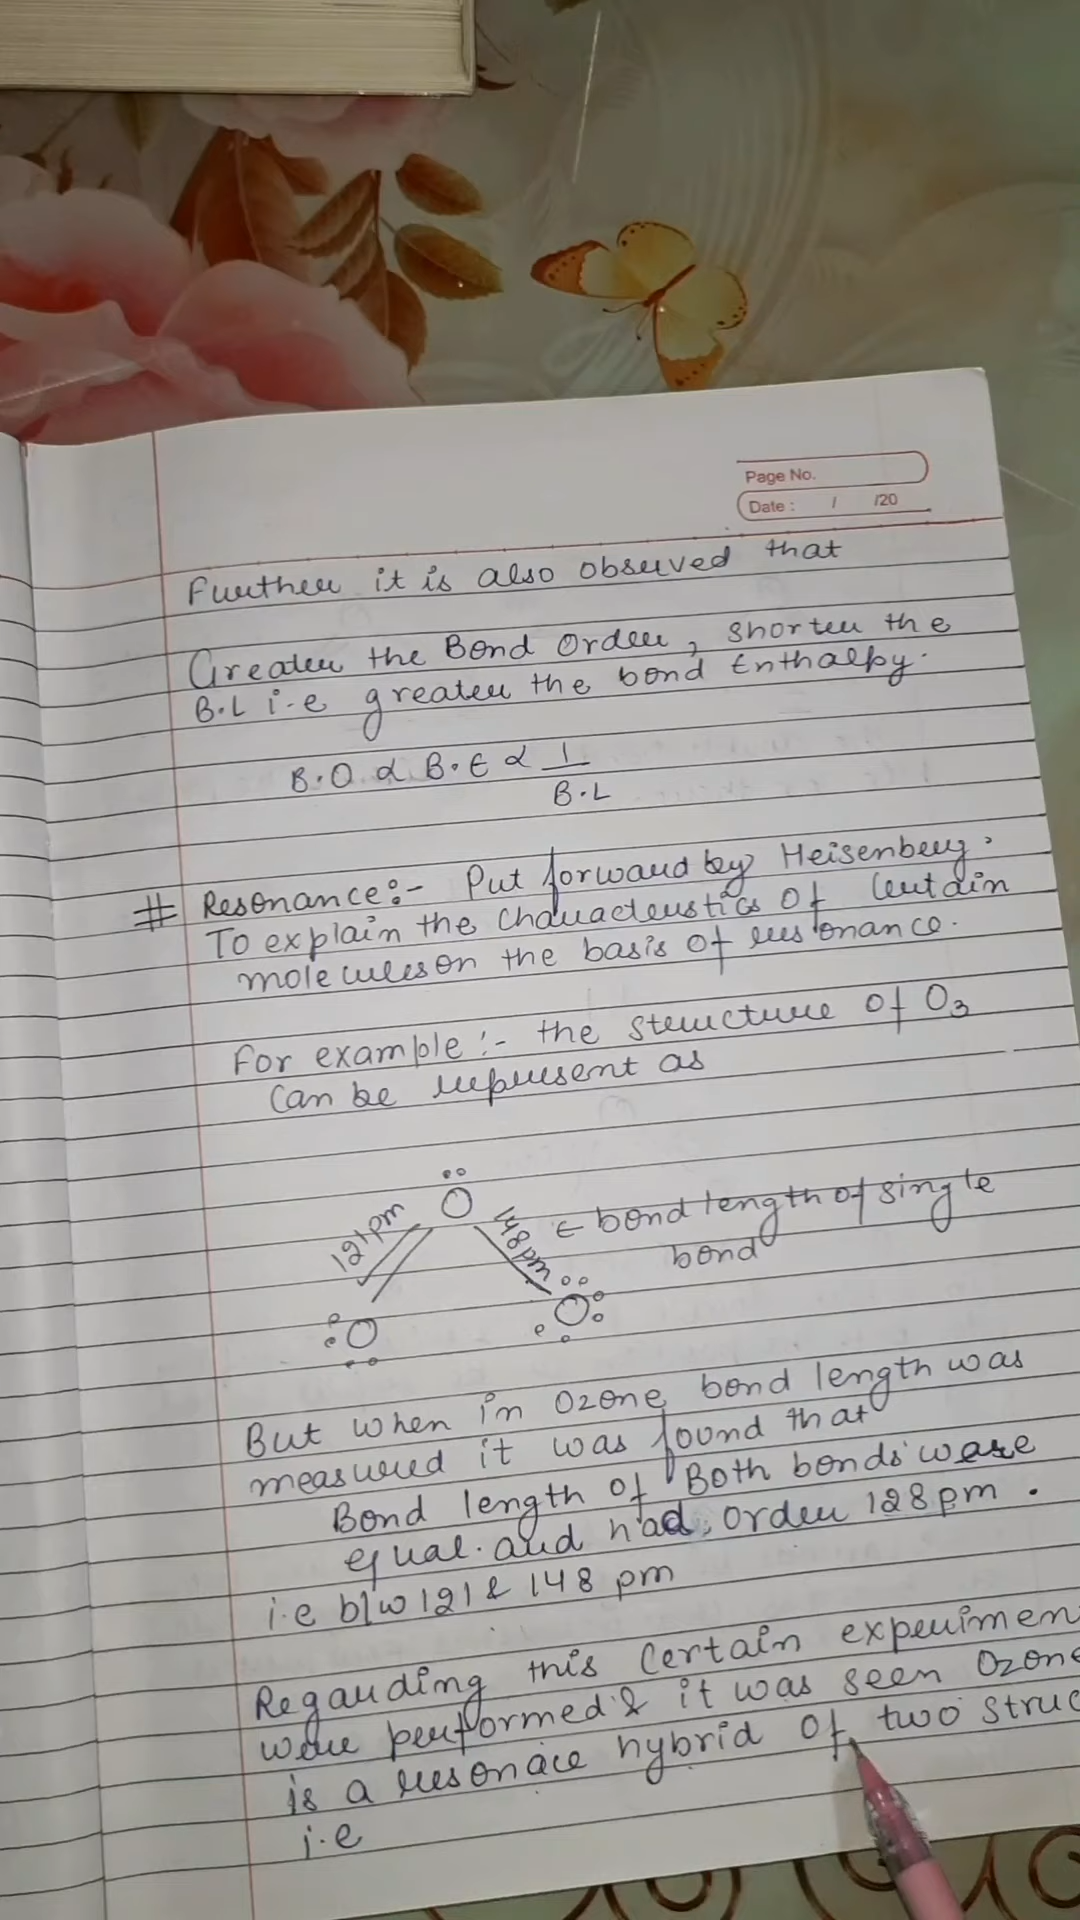 Page No.
Date : / /20
Further it is also observed that
Greater the Bond Order, shorter the
B.L i.e greater the bond Enthalpy.
B.O α B.E α 1
B.L
# Resonance:- Put forward by Heisenberg.
To explain the characteristics of certain
molecules on the basis of resonance.
For example :- the structure of O3
can be represent as
O
121pm
148pm
← bond length of single
bond
O
O
But when in Ozone bond length was
measured it was found that
Bond length of Both bonds ware
equal. and had order 128 pm .
i.e b/w 121 & 148 pm
Regarding this certain experimen
were performed & it was seen Ozone
is a resonace hybrid of two struc
i.e